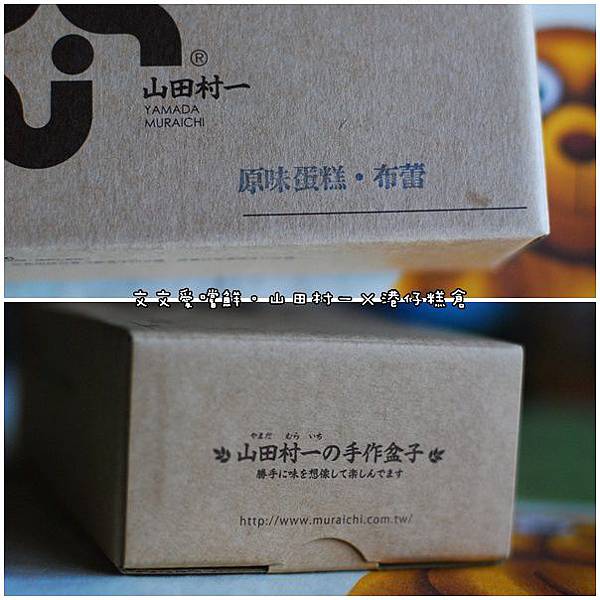 ®
山田村一
YAMADA
MURAICHI
原味蛋糕・布蕾
文文愛嚐鮮・山田村一×港仔糕倉
やまだ むら いち
山田村一の手作盆子
勝手に味を想像して楽しんでます
http://www.muraichi.com.tw/